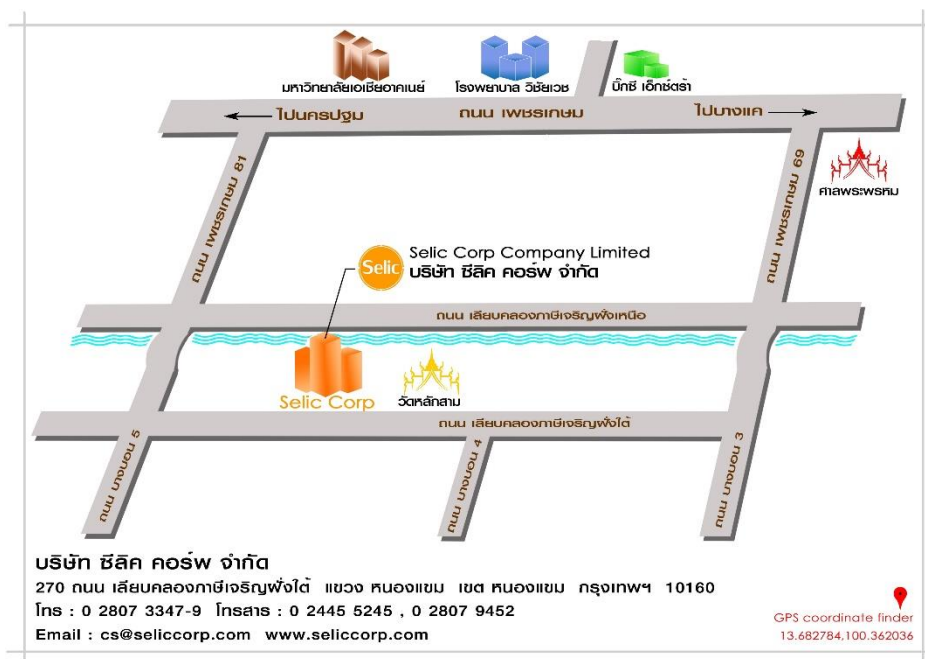 มหาวิทยาลัยเอเชียอาคเนย์
โรงพยาบาล วิชัยเวช
บิ๊กซี เอ็กซ์ตร้า
ไปนครปฐม
ถนน เพชรเกษม
ไปบางแค
ศาลพระพรหม
ถนน เพชรเกษม 81
ถนน เพชรเกษม 69
Selic
Selic Corp Company Limited
บริษัท ซีลิค คอร์พ จำกัด
ถนน เลียบคลองภาษีเจริญฝั่งเหนือ
Selic Corp
วัดหลักสาม
ถนน เลียบคลองภาษีเจริญฝั่งใต้
ถนน บางบอน 5
ถนน บางบอน 4
ถนน บางบอน 3
บริษัท ซีลิค คอร์พ จำกัด
270 ถนน เลียบคลองภาษีเจริญฝั่งใต้ แขวง หนองแขม เขต หนองแขม กรุงเทพฯ 10160
โทร : 0 2807 3347-9 โทรสาร : 0 2445 5245 , 0 2807 9452
Email : cs@seliccorp.com www.seliccorp.com
GPS coordinate finder
13.682784,100.362036